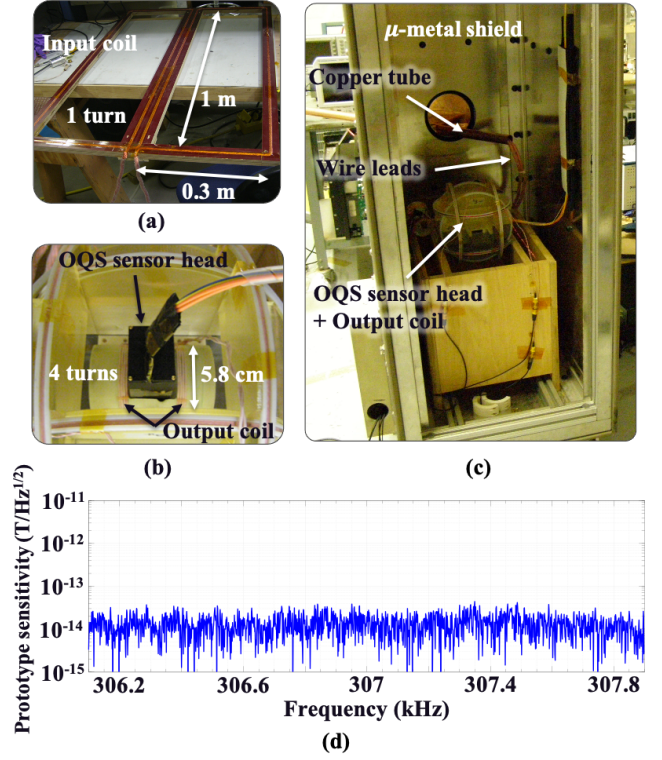 Input coil
1 m
1 turn
0.3 m
(a)
μ-metal shield
Copper tube
Wire leads
OQS sensor head
+ Output coil
(c)
OQS sensor head
4 turns
5.8 cm
Output coil
(b)
Prototype sensitivity (T/Hz^1/2)
10^-11
10^-12
10^-13
10^-14
10^-15
306.2 306.6 307 307.4 307.8
Frequency (kHz)
(d)